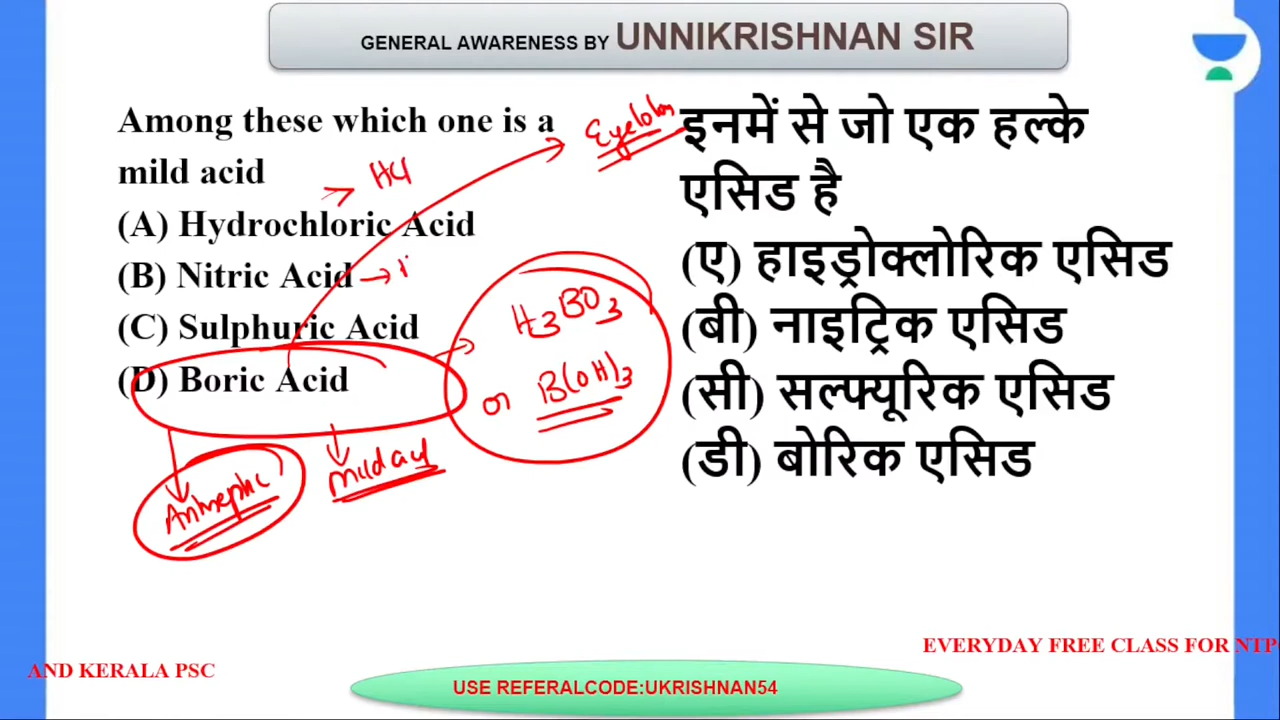 GENERAL AWARENESS BY UNNIKRISHNAN SIR
Among these which one is a
mild acid
(A) Hydrochloric Acid
(B) Nitric Acid
(C) Sulphuric Acid
(D) Boric Acid
HCl
H3BO3
or B(OH)3
Mild acid
इनमें से जो एक हल्के
एसिड है
(ए) हाइड्रोक्लोरिक एसिड
(बी) नाइट्रिक एसिड
(सी) सल्फ्यूरिक एसिड
(डी) बोरिक एसिड
EVERYDAY FREE CLASS FOR NTP
AND KERALA PSC
USE REFERALCODE:UKRISHNAN54